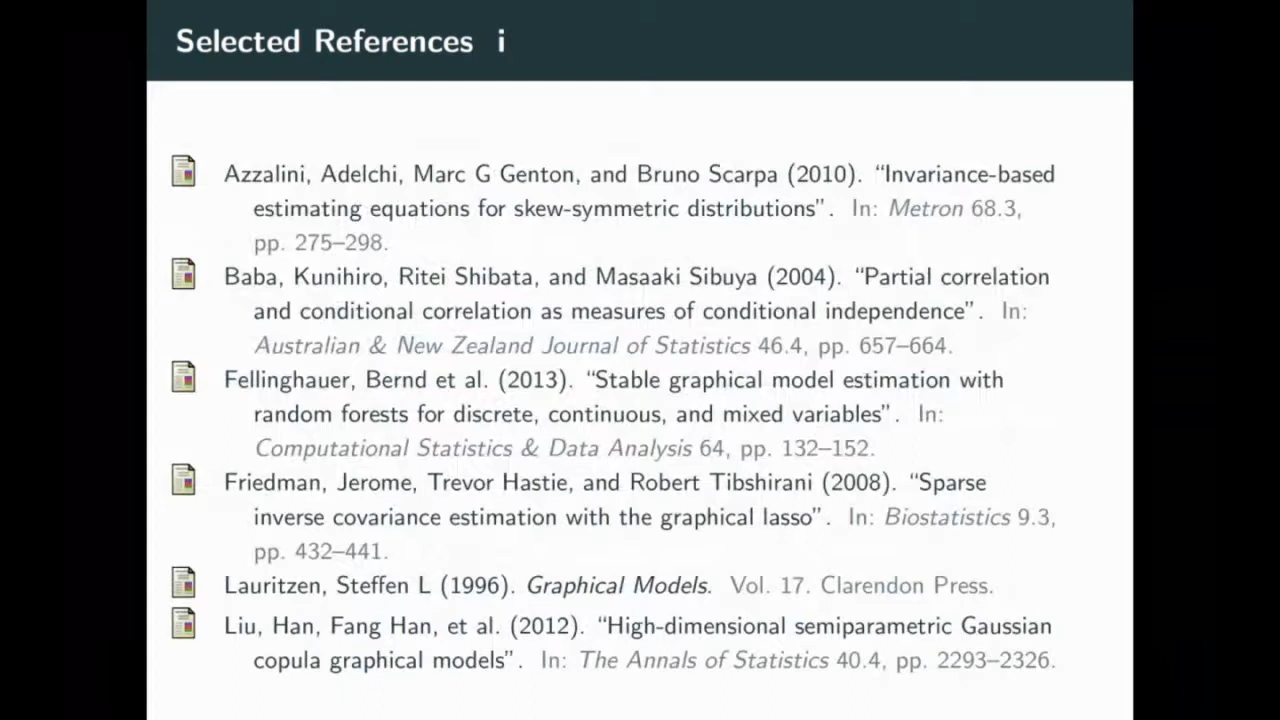 Selected References i
Azzalini, Adelchi, Marc G Genton, and Bruno Scarpa (2010). “Invariance-based
estimating equations for skew-symmetric distributions”. In: Metron 68.3,
pp. 275–298.
Baba, Kunihiro, Ritei Shibata, and Masaaki Sibuya (2004). “Partial correlation
and conditional correlation as measures of conditional independence”. In:
Australian & New Zealand Journal of Statistics 46.4, pp. 657–664.
Fellinghauer, Bernd et al. (2013). “Stable graphical model estimation with
random forests for discrete, continuous, and mixed variables”. In:
Computational Statistics & Data Analysis 64, pp. 132–152.
Friedman, Jerome, Trevor Hastie, and Robert Tibshirani (2008). “Sparse
inverse covariance estimation with the graphical lasso”. In: Biostatistics 9.3,
pp. 432–441.
Lauritzen, Steffen L (1996). Graphical Models. Vol. 17. Clarendon Press.
Liu, Han, Fang Han, et al. (2012). “High-dimensional semiparametric Gaussian
copula graphical models”. In: The Annals of Statistics 40.4, pp. 2293–2326.